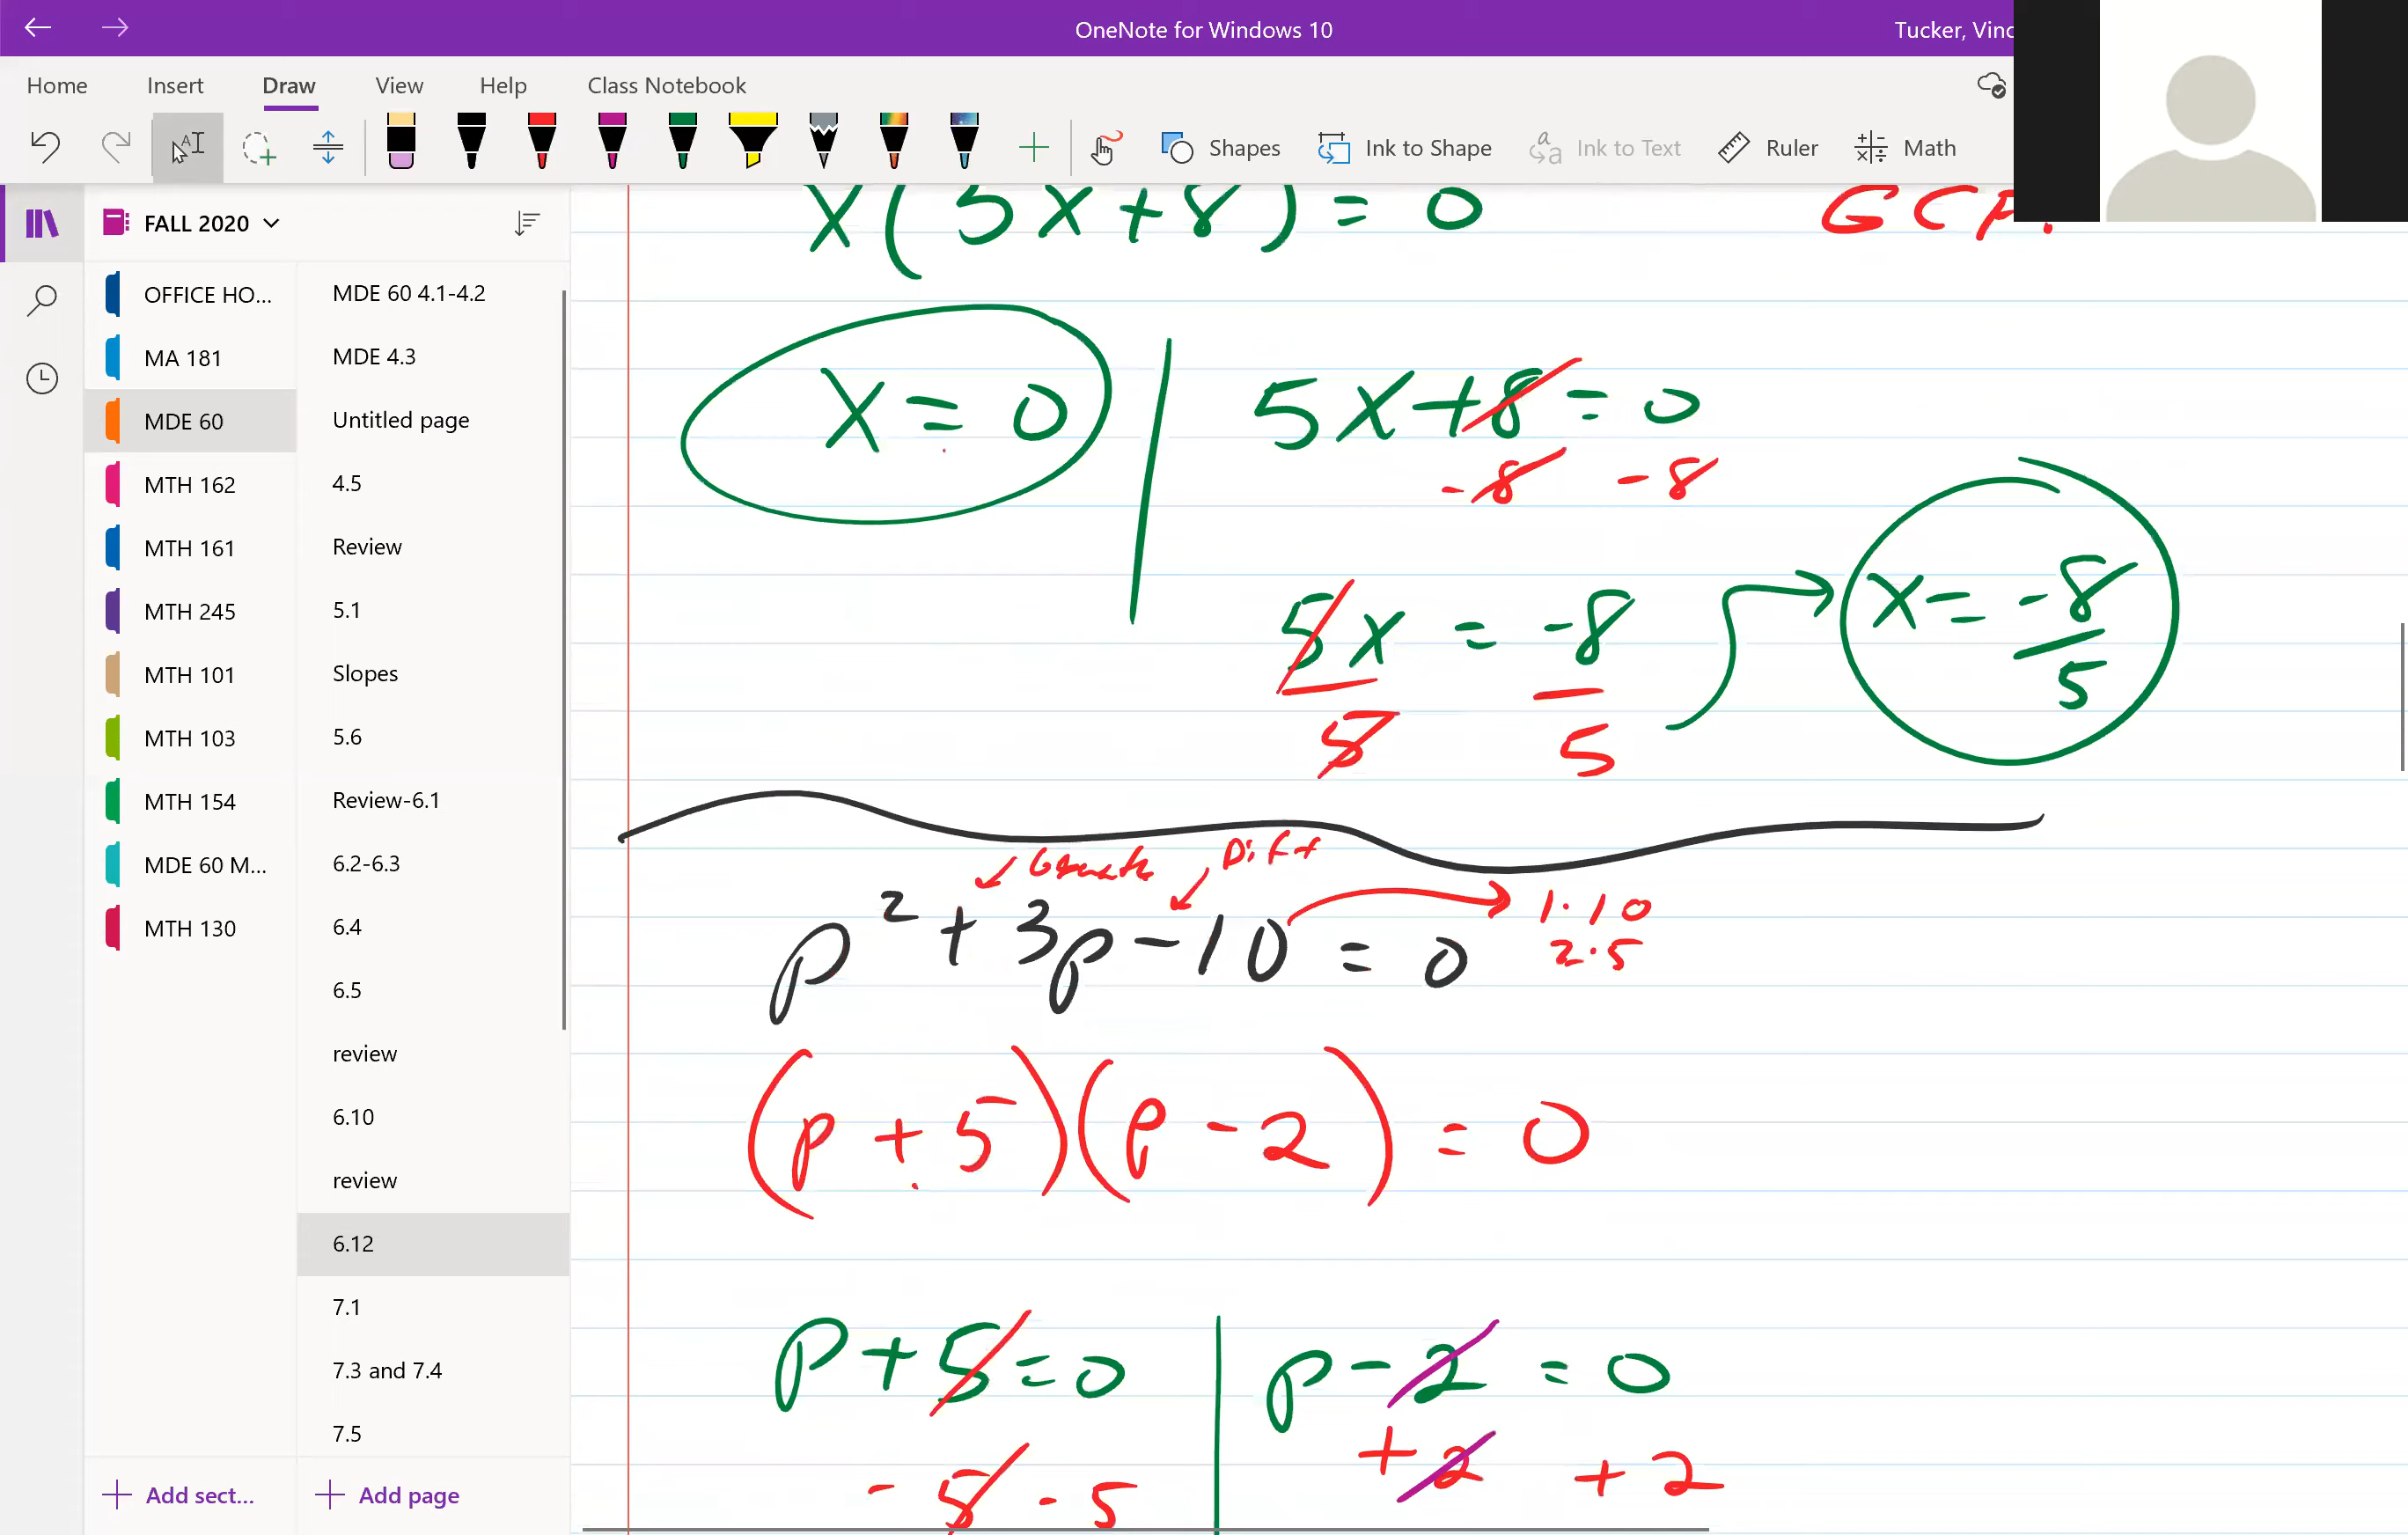 OneNote for Windows 10
Tucker, Vinc
Home Insert Draw View Help Class Notebook
Shapes Ink to Shape Ink to Text Ruler Math
FALL 2020
OFFICE HO...
MA 181
MDE 60
MTH 162
MTH 161
MTH 245
MTH 101
MTH 103
MTH 154
MDE 60 M...
MTH 130
Add sect...
MDE 60 4.1-4.2
MDE 4.3
Untitled page
4.5
Review
5.1
Slopes
5.6
Review-6.1
6.2-6.3
6.4
6.5
review
6.10
review
6.12
7.1
7.3 and 7.4
7.5
Add page
x(5x+8) = 0 GCF.
x = 0 5x+8 = 0
-8 -8
5x = -8 x = -8
5 5 5
Diff
p² + 3p - 10 = 0 1·10
2·5
(p + 5)(p - 2) = 0
p + 5 = 0 p - 2 = 0
- 5 - 5 + 2 + 2